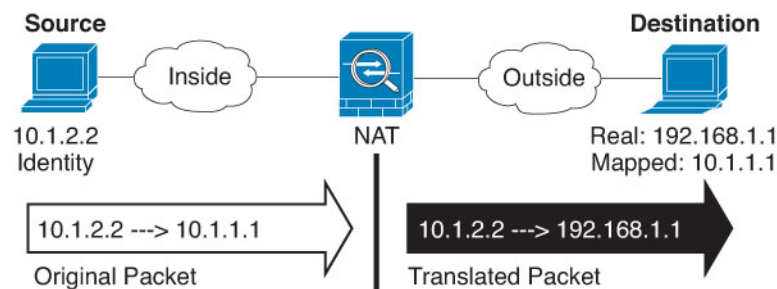 Source
Destination
Inside
Outside
10.1.2.2
Identity
NAT
Real: 192.168.1.1
Mapped: 10.1.1.1
10.1.2.2 ---> 10.1.1.1
10.1.2.2 ---> 192.168.1.1
Original Packet
Translated Packet